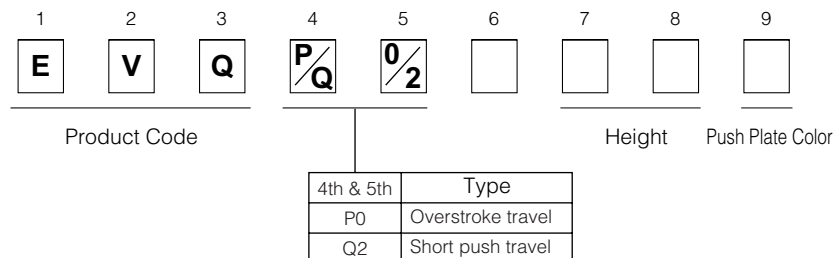 1 2 3 4 5 6 7 8 9
E V Q P/Q 0/2
Product Code Height Push Plate Color
4th & 5th Type
P0 Overstroke travel
Q2 Short push travel